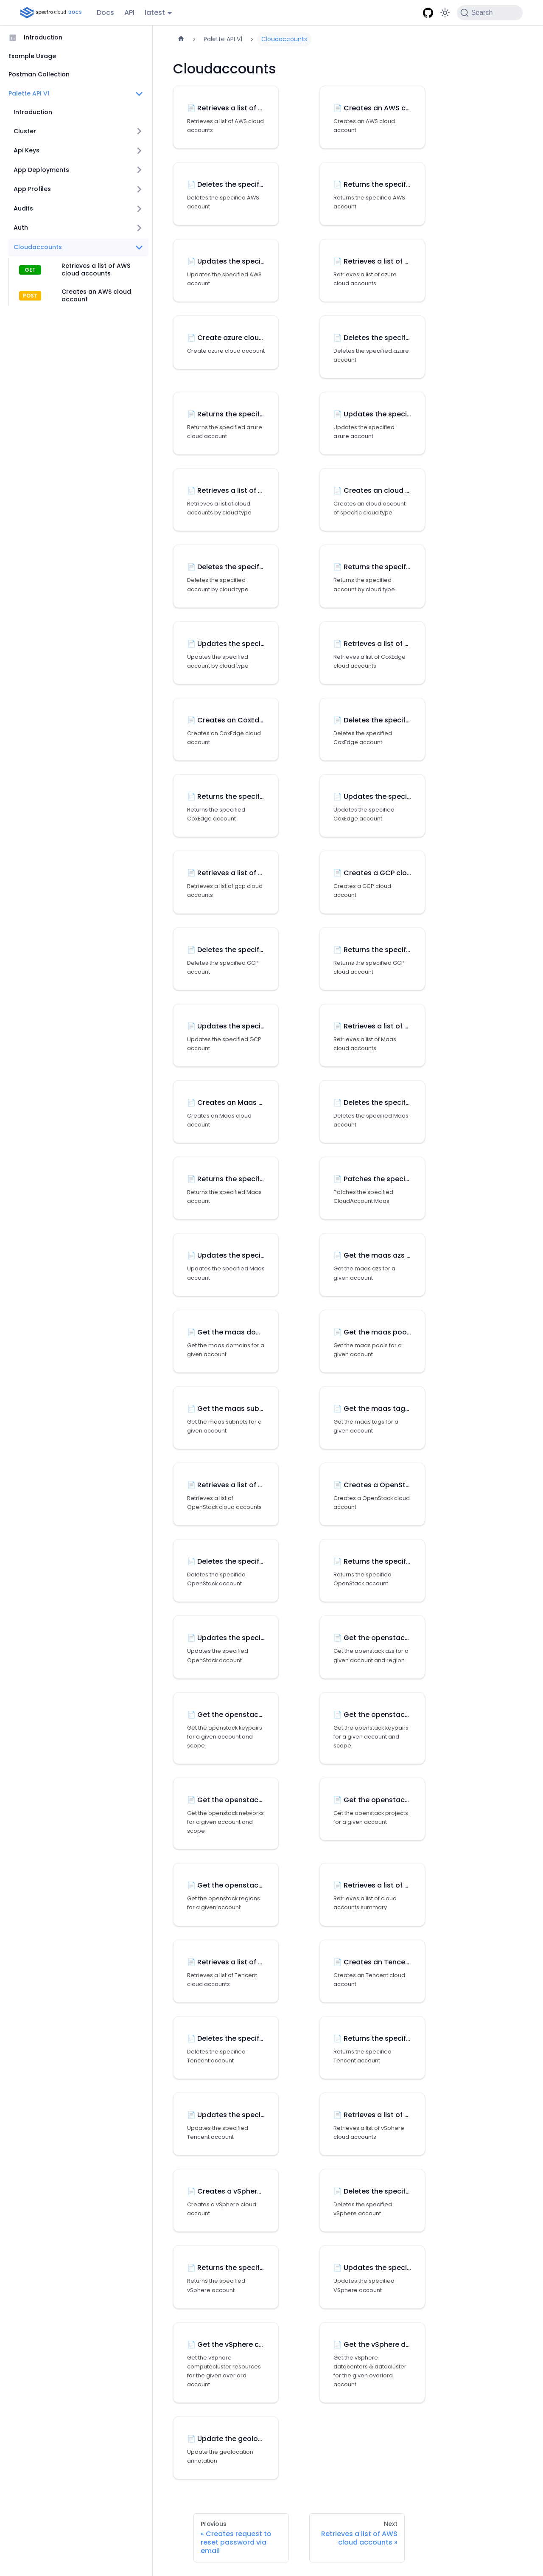 spectro cloud DOCS
Docs
API
latest
Search
Introduction
Example Usage
Postman Collection
Palette API V1
Introduction
Cluster
Api Keys
App Deployments
App Profiles
Audits
Auth
Cloudaccounts
GET
Retrieves a list of AWS
cloud accounts
POST
Creates an AWS cloud
account
Palette API V1
Cloudaccounts
Cloudaccounts
Retrieves a list of ...
Retrieves a list of AWS cloud
accounts
Creates an AWS c...
Creates an AWS cloud
account
Deletes the specif...
Deletes the specified AWS
account
Returns the specif...
Returns the specified AWS
account
Updates the speci...
Updates the specified AWS
account
Retrieves a list of ...
Retrieves a list of azure
cloud accounts
Create azure clou...
Create azure cloud account
Deletes the specif...
Deletes the specified azure
account
Returns the specif...
Returns the specified azure
cloud account
Updates the speci...
Updates the specified
azure account
Retrieves a list of ...
Retrieves a list of cloud
accounts by cloud type
Creates an cloud ...
Creates an cloud account
of specific cloud type
Deletes the specif...
Deletes the specified
account by cloud type
Returns the specif...
Returns the specified
account by cloud type
Updates the speci...
Updates the specified
account by cloud type
Retrieves a list of ...
Retrieves a list of CoxEdge
cloud accounts
Creates an CoxEd...
Creates an CoxEdge cloud
account
Deletes the specif...
Deletes the specified
CoxEdge account
Returns the specif...
Returns the specified
CoxEdge account
Updates the speci...
Updates the specified
CoxEdge account
Retrieves a list of ...
Retrieves a list of gcp cloud
accounts
Creates a GCP clo...
Creates a GCP cloud
account
Deletes the specif...
Deletes the specified GCP
account
Returns the specif...
Returns the specified GCP
cloud account
Updates the speci...
Updates the specified GCP
account
Retrieves a list of ...
Retrieves a list of Maas
cloud accounts
Creates an Maas ...
Creates an Maas cloud
account
Deletes the specif...
Deletes the specified Maas
account
Returns the specif...
Returns the specified Maas
account
Patches the speci...
Patches the specified
CloudAccount Maas
Updates the speci...
Updates the specified Maas
account
Get the maas azs ...
Get the maas azs for a
given account
Get the maas do...
Get the maas domains for a
given account
Get the maas poo...
Get the maas pools for a
given account
Get the maas sub...
Get the maas subnets for a
given account
Get the maas tag...
Get the maas tags for a
given account
Retrieves a list of ...
Retrieves a list of
OpenStack cloud accounts
Creates a OpenSt...
Creates a OpenStack cloud
account
Deletes the specif...
Deletes the specified
OpenStack account
Returns the specif...
Returns the specified
OpenStack account
Updates the speci...
Updates the specified
OpenStack account
Get the openstac...
Get the openstack azs for a
given account and region
Get the openstac...
Get the openstack keypairs
for a given account and
scope
Get the openstac...
Get the openstack keypairs
for a given account and
scope
Get the openstac...
Get the openstack networks
for a given account and
scope
Get the openstac...
Get the openstack projects
for a given account
Get the openstac...
Get the openstack regions
for a given account
Retrieves a list of ...
Retrieves a list of cloud
accounts summary
Retrieves a list of ...
Retrieves a list of Tencent
cloud accounts
Creates an Tence...
Creates an Tencent cloud
account
Deletes the specif...
Deletes the specified
Tencent account
Returns the specif...
Returns the specified
Tencent account
Updates the speci...
Updates the specified
Tencent account
Retrieves a list of ...
Retrieves a list of vSphere
cloud accounts
Creates a vSpher...
Creates a vSphere cloud
account
Deletes the specif...
Deletes the specified
vSphere account
Returns the specif...
Returns the specified
vSphere account
Updates the speci...
Updates the specified
VSphere account
Get the vSphere c...
Get the vSphere
computecluster resources
for the given overlord
account
Get the vSphere d...
Get the vSphere
datacenters & datacluster
for the given overlord
account
Update the geolo...
Update the geolocation
annotation
Previous
« Creates request to
reset password via
email
Next
Retrieves a list of AWS
cloud accounts »